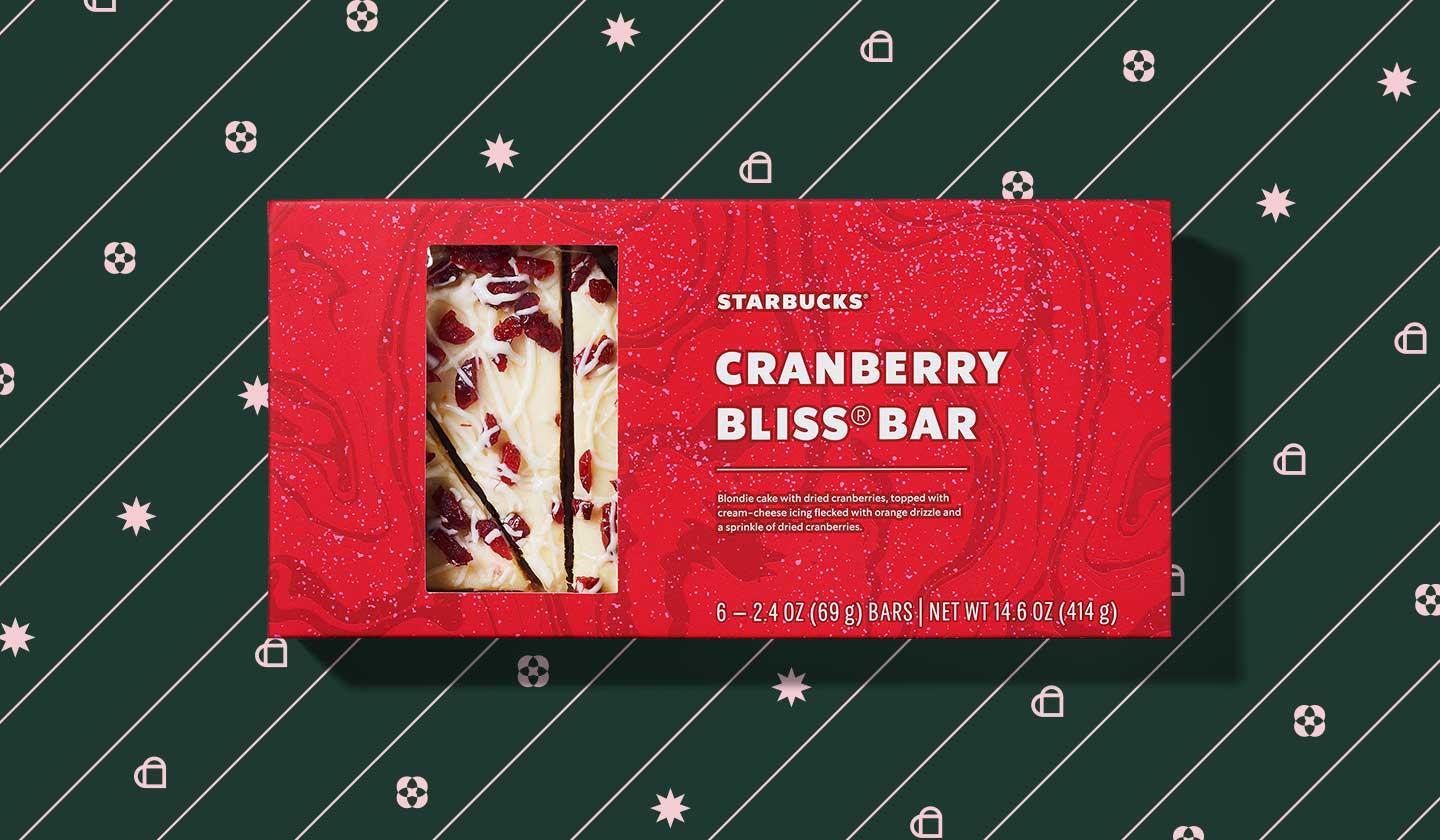 STARBUCKS®
CRANBERRY
BLISS® BAR
Blondie cake with dried cranberries, topped with
cream-cheese icing flecked with orange drizzle and
a sprinkle of dried cranberries.
6 – 2.4 OZ (69 g) BARS | NET WT 14.6 OZ (414 g)